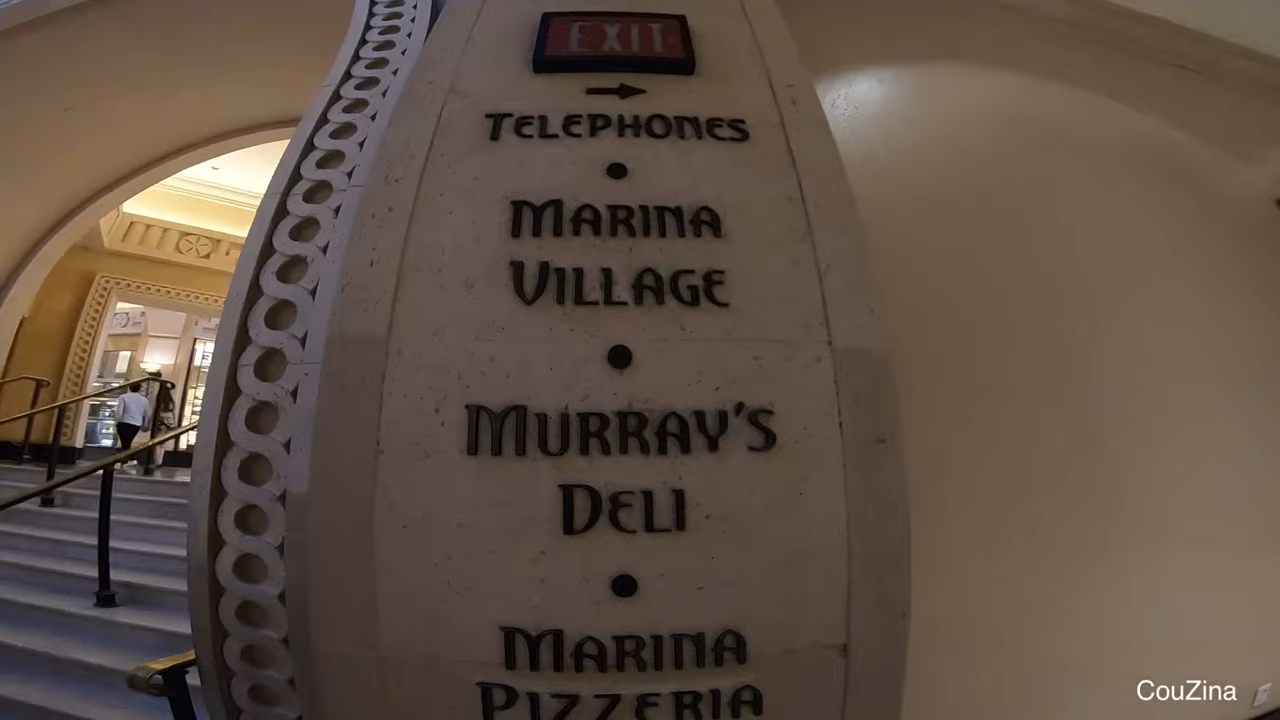 EXIT
TELEPHONES
MARINA
VILLAGE
MURRAY'S
DELI
MARINA
PIZZERIA
CouZina